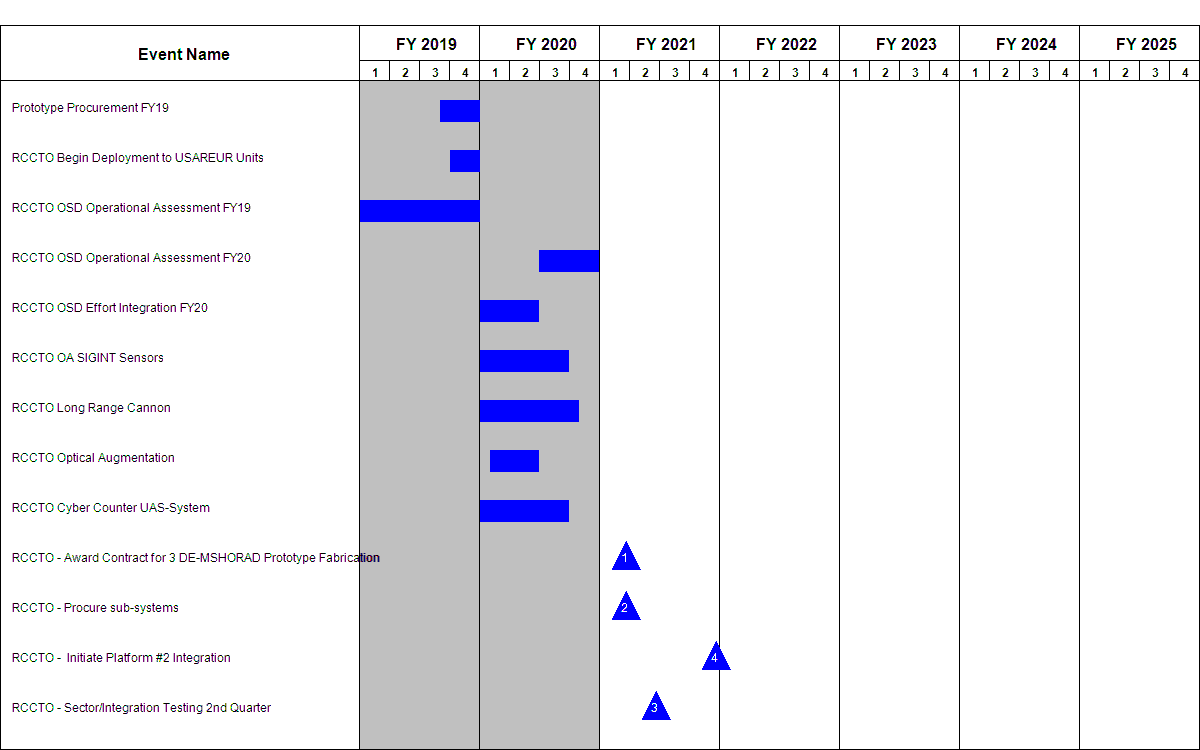 Event Name
FY 2019 FY 2020 FY 2021 FY 2022 FY 2023 FY 2024 FY 2025
1 2 3 4 1 2 3 4 1 2 3 4 1 2 3 4 1 2 3 4 1 2 3 4 1 2 3 4
Prototype Procurement FY19
RCCTO Begin Deployment to USAREUR Units
RCCTO OSD Operational Assessment FY19
RCCTO OSD Operational Assessment FY20
RCCTO OSD Effort Integration FY20
RCCTO OA SIGINT Sensors
RCCTO Long Range Cannon
RCCTO Optical Augmentation
RCCTO Cyber Counter UAS-System
RCCTO - Award Contract for 3 DE-MSHORAD Prototype Fabrication 1
RCCTO - Procure sub-systems 2
RCCTO - Initiate Platform #2 Integration 4
RCCTO - Sector/Integration Testing 2nd Quarter 3